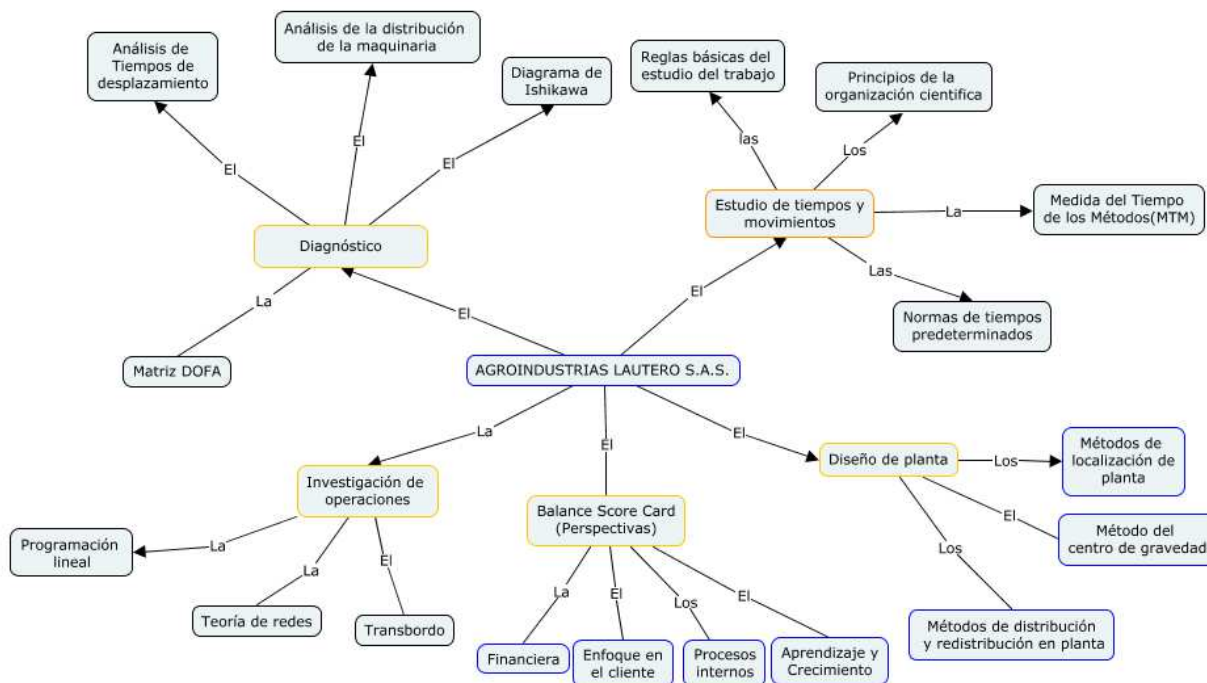 Análisis de
Tiempos de
desplazamiento
Análisis de la distribución
de la maquinaria
Diagrama de
Ishikawa
El
El
El
Diagnóstico
La
Matriz DOFA
El
Reglas básicas del
estudio del trabajo
Principios de la
organización cientifica
las
Los
Estudio de tiempos y
movimientos
La
Medida del Tiempo
de los Métodos(MTM)
Las
Normas de tiempos
predeterminados
El
AGROINDUSTRIAS LAUTERO S.A.S.
La
Investigación de
operaciones
La
Programación
lineal
La
Teoría de redes
El
Transbordo
El
Balance Score Card
(Perspectivas)
La
Financiera
El
Enfoque en
el cliente
Los
Procesos
internos
El
Aprendizaje y
Crecimiento
El
Diseño de planta
Los
Métodos de
localización de
planta
El
Método del
centro de gravedad
Los
Métodos de distribución
y redistribución en planta